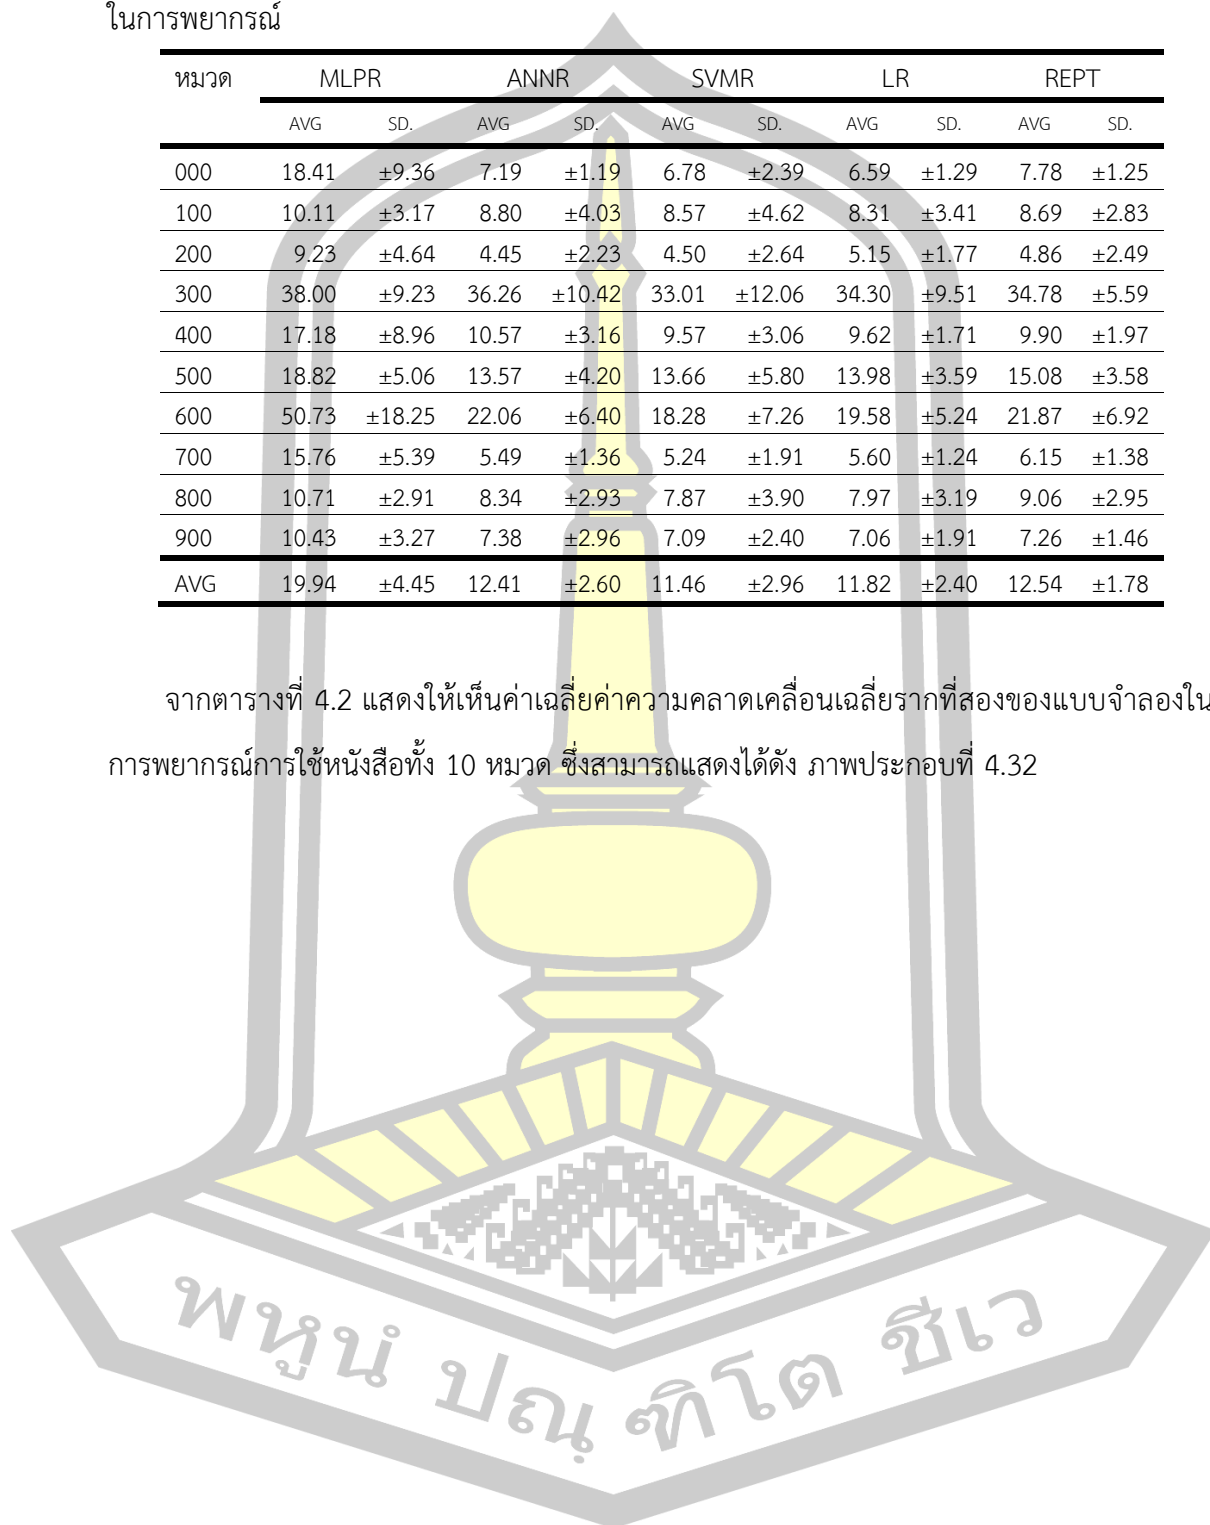 ในการพยากรณ์
หมวด MLPR ANNR SVMR LR REPT
AVG SD. AVG SD. AVG SD. AVG SD. AVG SD.
000 18.41 ±9.36 7.19 ±1.19 6.78 ±2.39 6.59 ±1.29 7.78 ±1.25
100 10.11 ±3.17 8.80 ±4.03 8.57 ±4.62 8.31 ±3.41 8.69 ±2.83
200 9.23 ±4.64 4.45 ±2.23 4.50 ±2.64 5.15 ±1.77 4.86 ±2.49
300 38.00 ±9.23 36.26 ±10.42 33.01 ±12.06 34.30 ±9.51 34.78 ±5.59
400 17.18 ±8.96 10.57 ±3.16 9.57 ±3.06 9.62 ±1.71 9.90 ±1.97
500 18.82 ±5.06 13.57 ±4.20 13.66 ±5.80 13.98 ±3.59 15.08 ±3.58
600 50.73 ±18.25 22.06 ±6.40 18.28 ±7.26 19.58 ±5.24 21.87 ±6.92
700 15.76 ±5.39 5.49 ±1.36 5.24 ±1.91 5.60 ±1.24 6.15 ±1.38
800 10.71 ±2.91 8.34 ±2.93 7.87 ±3.90 7.97 ±3.19 9.06 ±2.95
900 10.43 ±3.27 7.38 ±2.96 7.09 ±2.40 7.06 ±1.91 7.26 ±1.46
AVG 19.94 ±4.45 12.41 ±2.60 11.46 ±2.96 11.82 ±2.40 12.54 ±1.78
จากตารางที่ 4.2 แสดงให้เห็นค่าเฉลี่ยค่าความคลาดเคลื่อนเฉลี่ยรากที่สองของแบบจำลองใน
การพยากรณ์การใช้หนังสือทั้ง 10 หมวด ซึ่งสามารถแสดงได้ดัง ภาพประกอบที่ 4.32
พหูนํ ปณฺ ฑิโต ชีเว